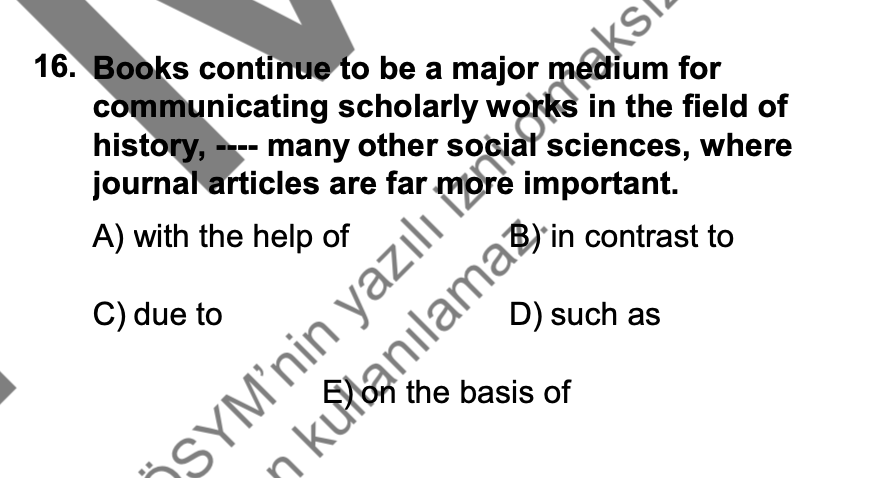 16. Books continue to be a major medium for
communicating scholarly works in the field of
history, ---- many other social sciences, where
journal articles are far more important.
A) with the help of B) in contrast to
C) due to D) such as
E) on the basis of
ÖSYM'nin yazılı izni olmaksı
n kullanılamaz.